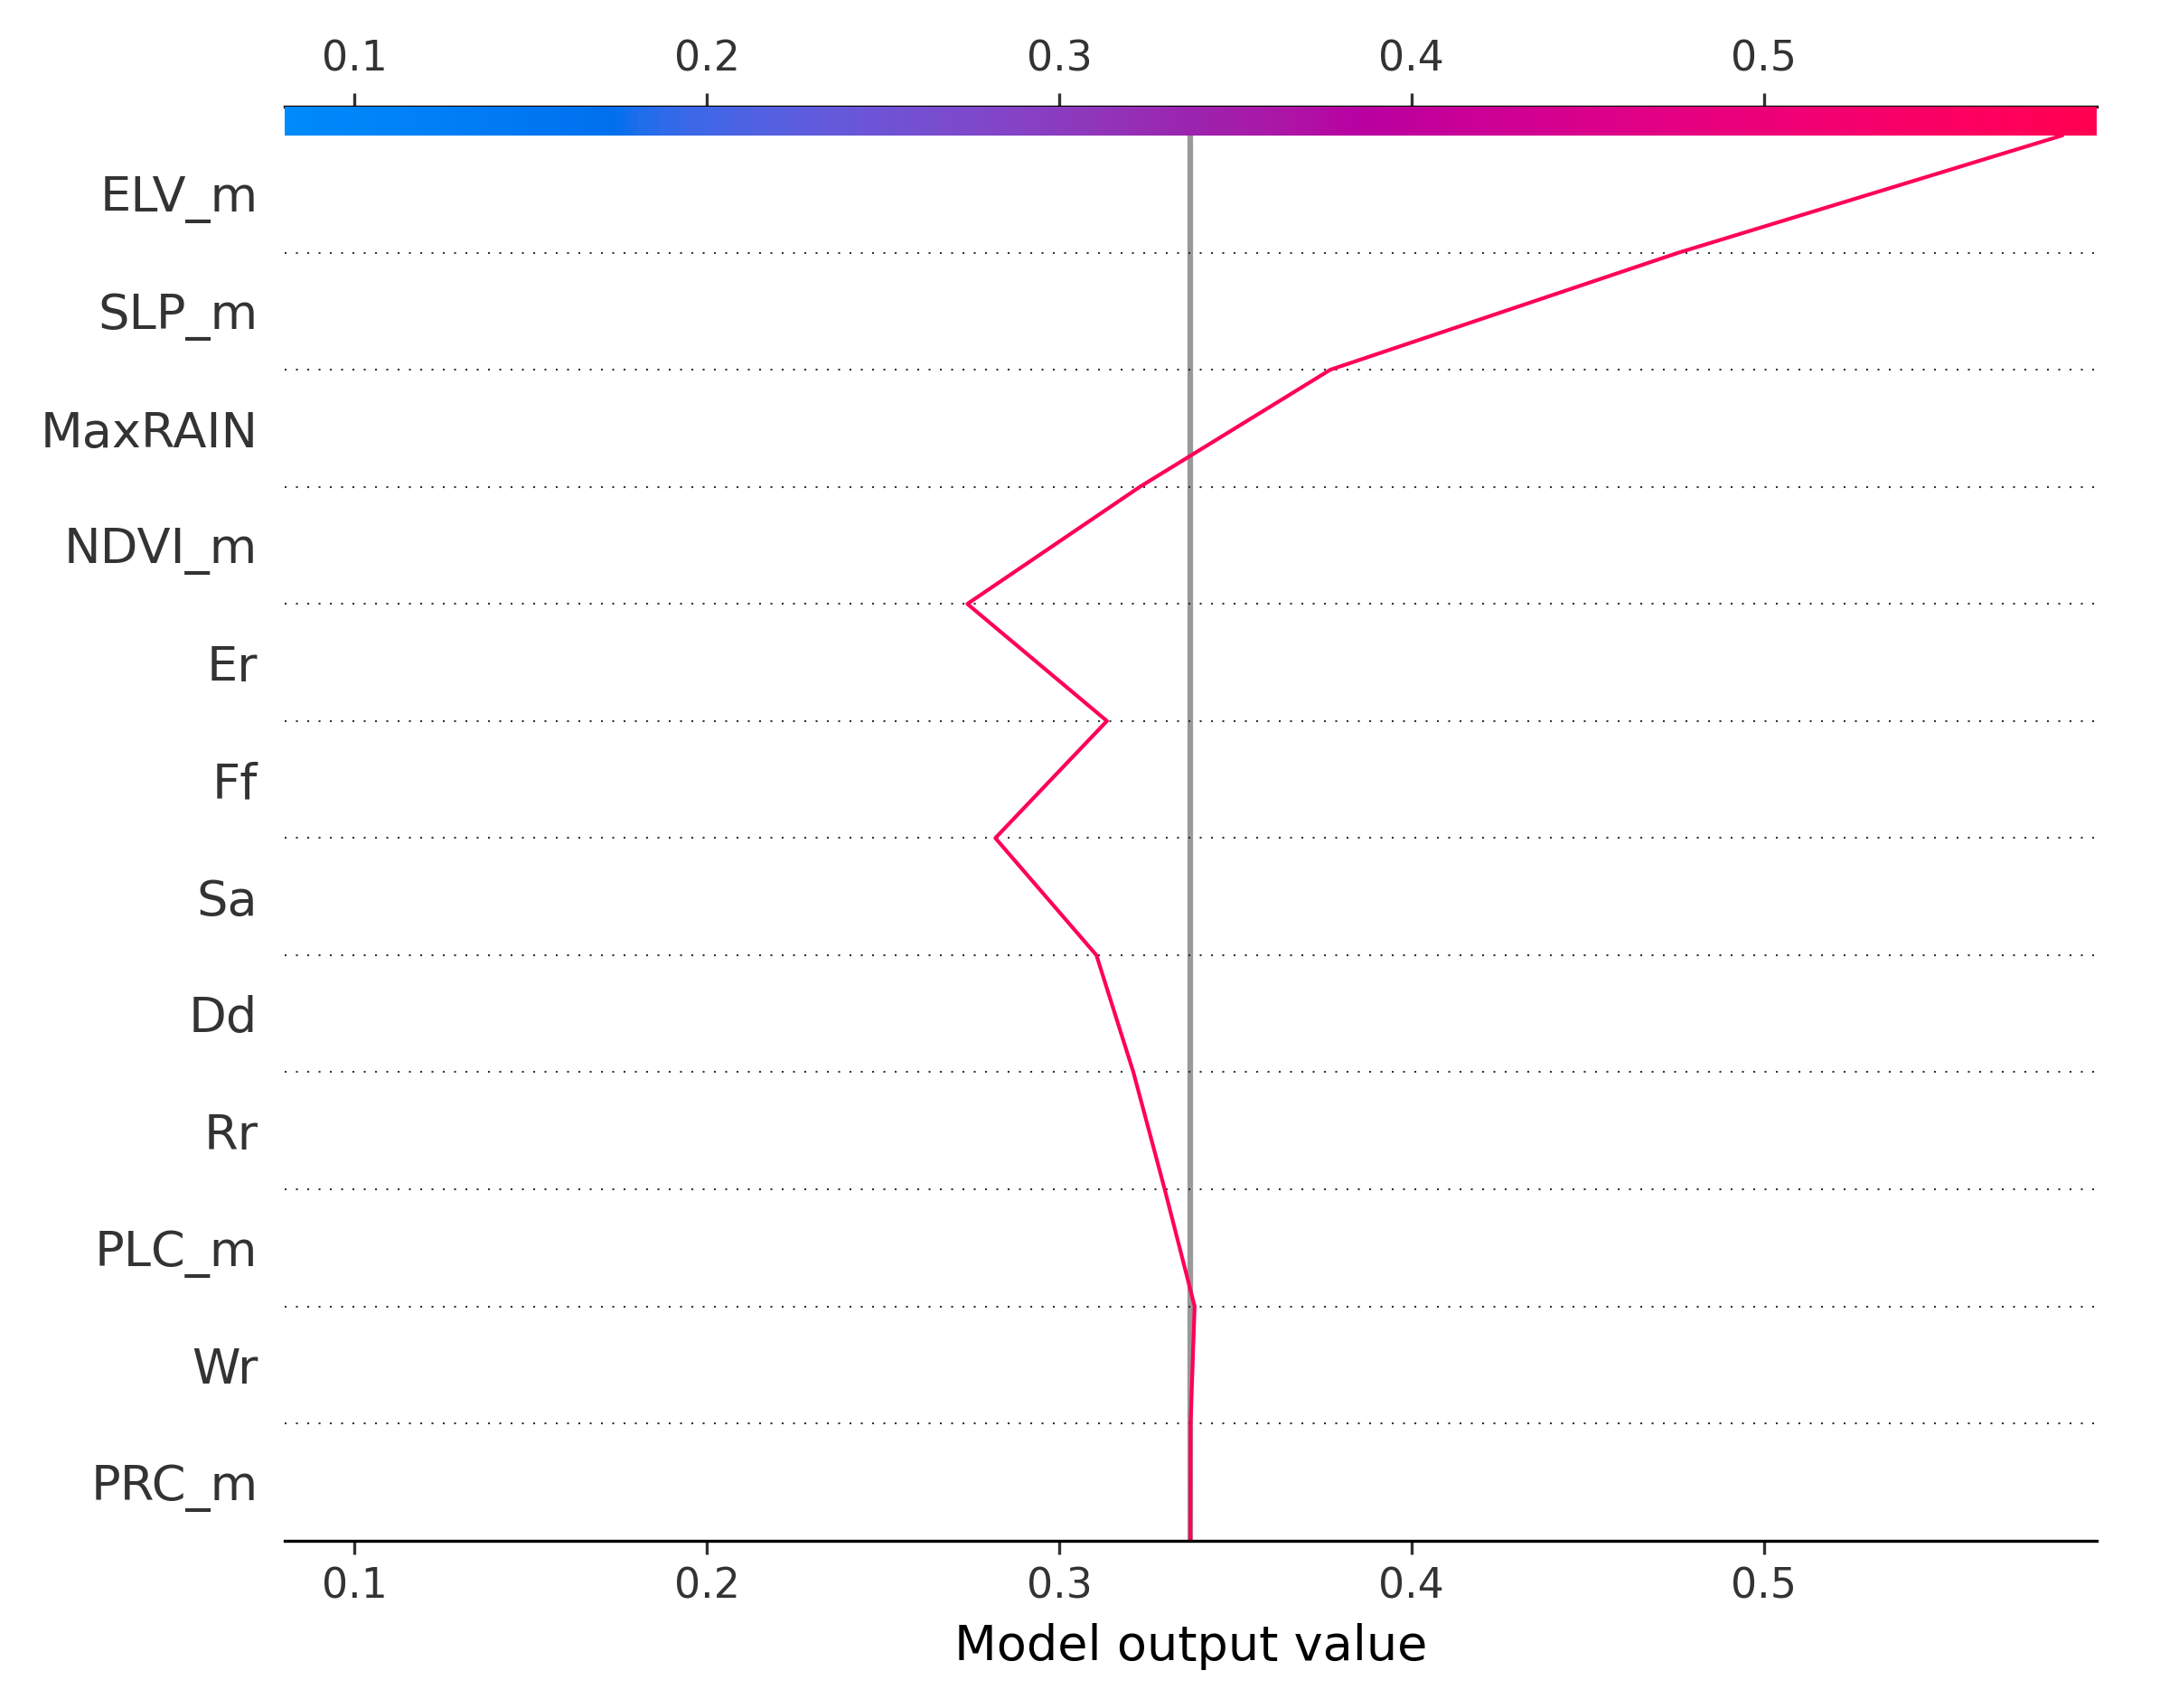 0.1 0.2 0.3 0.4 0.5
ELV_m
SLP_m
MaxRAIN
NDVI_m
Er
Ff
Sa
Dd
Rr
PLC_m
Wr
PRC_m
0.1 0.2 0.3 0.4 0.5
Model output value